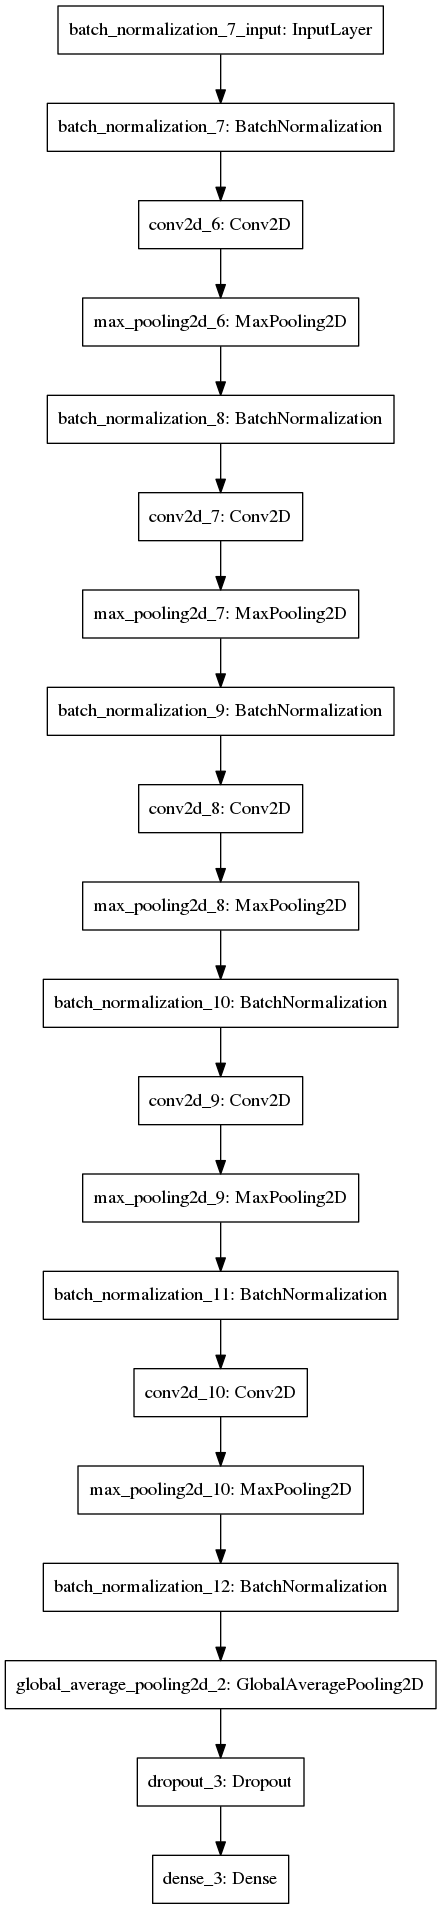 batch_normalization_7_input: InputLayer
batch_normalization_7: BatchNormalization
conv2d_6: Conv2D
max_pooling2d_6: MaxPooling2D
batch_normalization_8: BatchNormalization
conv2d_7: Conv2D
max_pooling2d_7: MaxPooling2D
batch_normalization_9: BatchNormalization
conv2d_8: Conv2D
max_pooling2d_8: MaxPooling2D
batch_normalization_10: BatchNormalization
conv2d_9: Conv2D
max_pooling2d_9: MaxPooling2D
batch_normalization_11: BatchNormalization
conv2d_10: Conv2D
max_pooling2d_10: MaxPooling2D
batch_normalization_12: BatchNormalization
global_average_pooling2d_2: GlobalAveragePooling2D
dropout_3: Dropout
dense_3: Dense